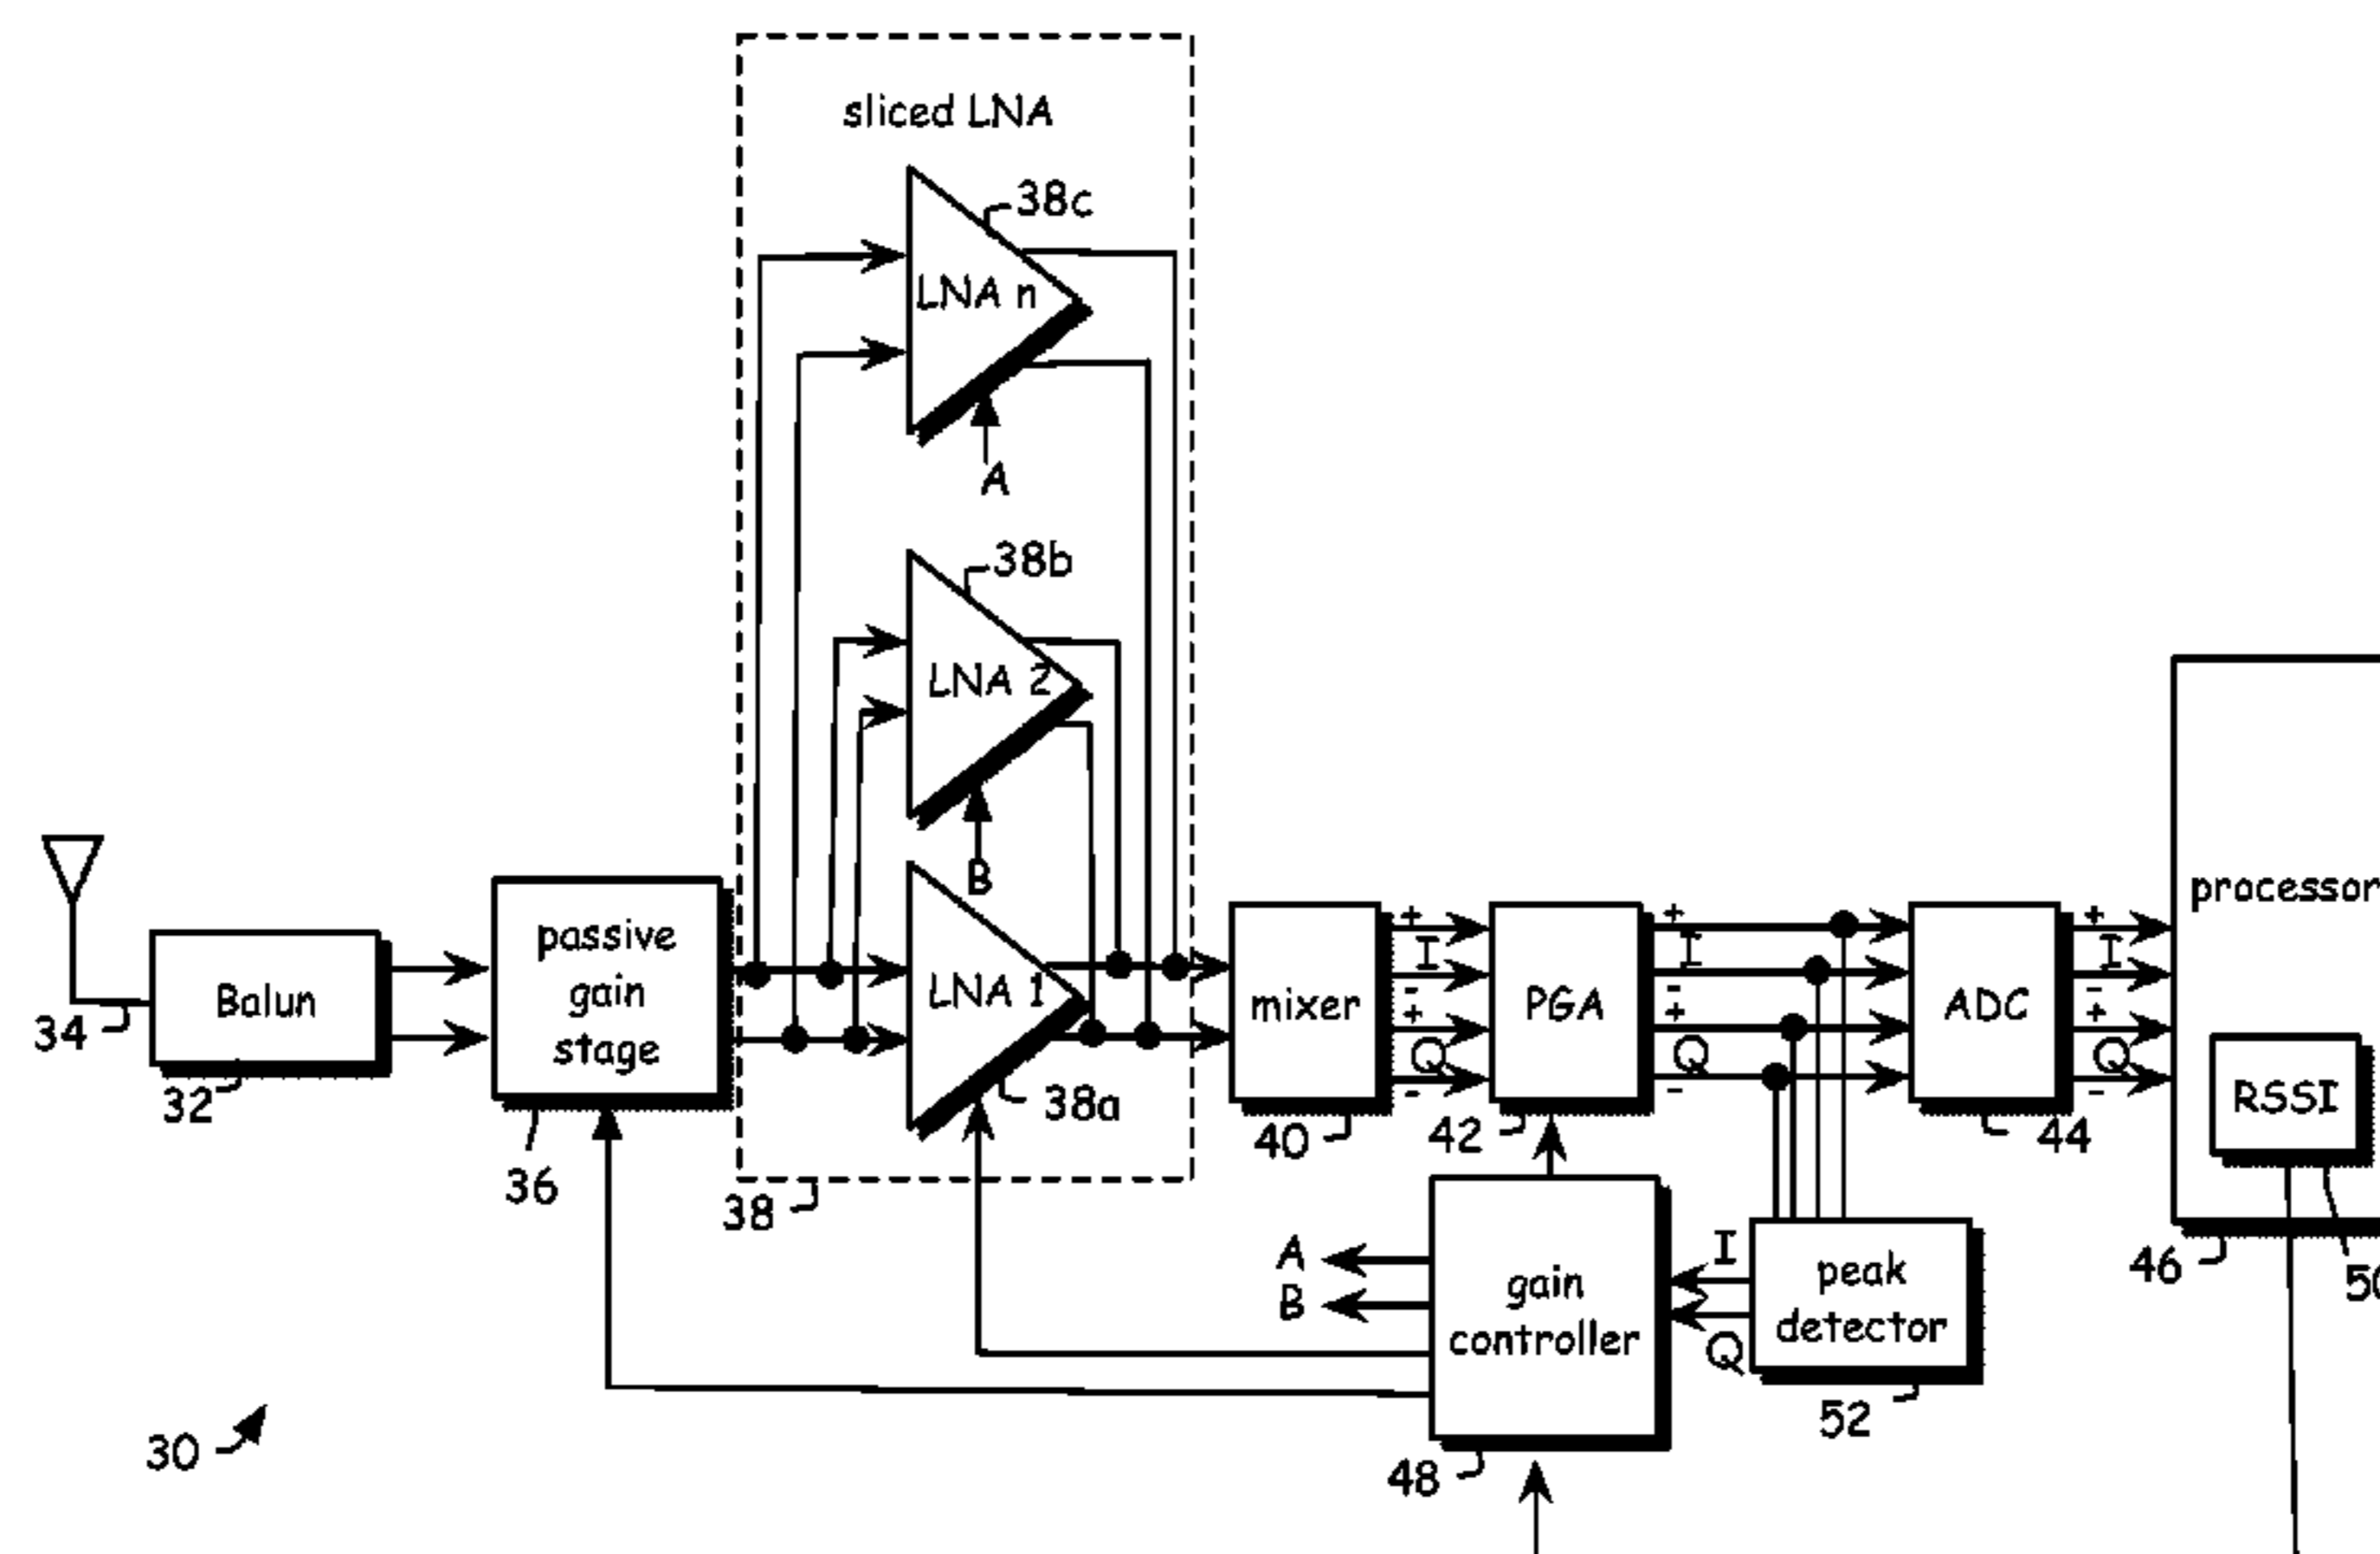 sliced LNA
38c
LNA n
A
38b
LNA 2
B
LNA 1
38a
38
34
Balun
32
passive
gain
stage
36
mixer
40
+
I
-
+
Q
-
PGA
42
+
I
-
+
Q
-
ADC
44
+
I
-
+
Q
-
processor
RSSI
46
A
B
gain
controller
48
I
Q
peak
detector
52
30